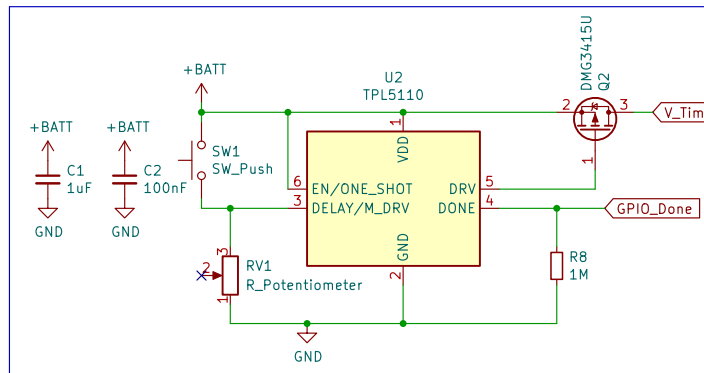 DMG3415U
Q2
+BATT
U2
TPL5110
2
3
V_Tim
1
VDD
1
+BATT
+BATT
SW1
SW_Push
C1
1uF
C2
100nF
6
EN/ONE_SHOT
DRV
5
3
DELAY/M_DRV
DONE
4
GPIO_Done
GND
GND
GND
2
3
2
RV1
R_Potentiometer
1
R8
1M
GND